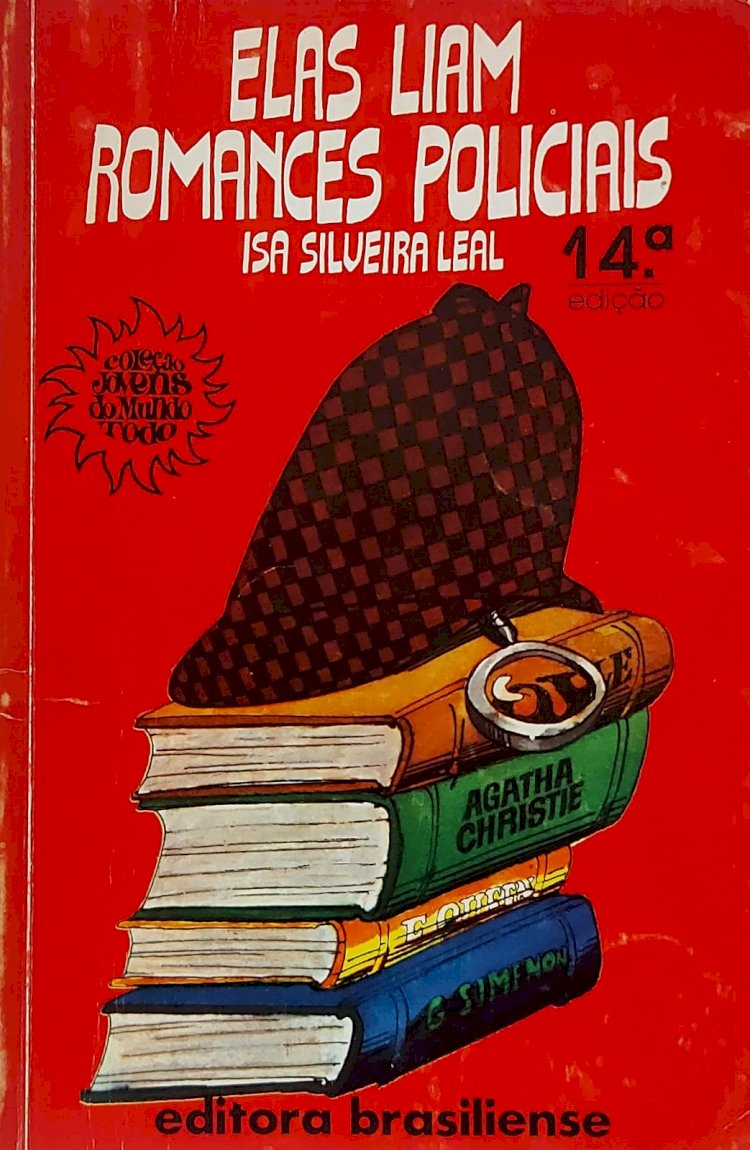 ELAS LIAM
ROMANCES POLICIAIS
ISA SILVEIRA LEAL
14.ª
edição
coleção
Jovens
do Mundo
Todo
AGATHA
CHRISTIE
E. QUEEN
G SIMENON
editora brasiliense